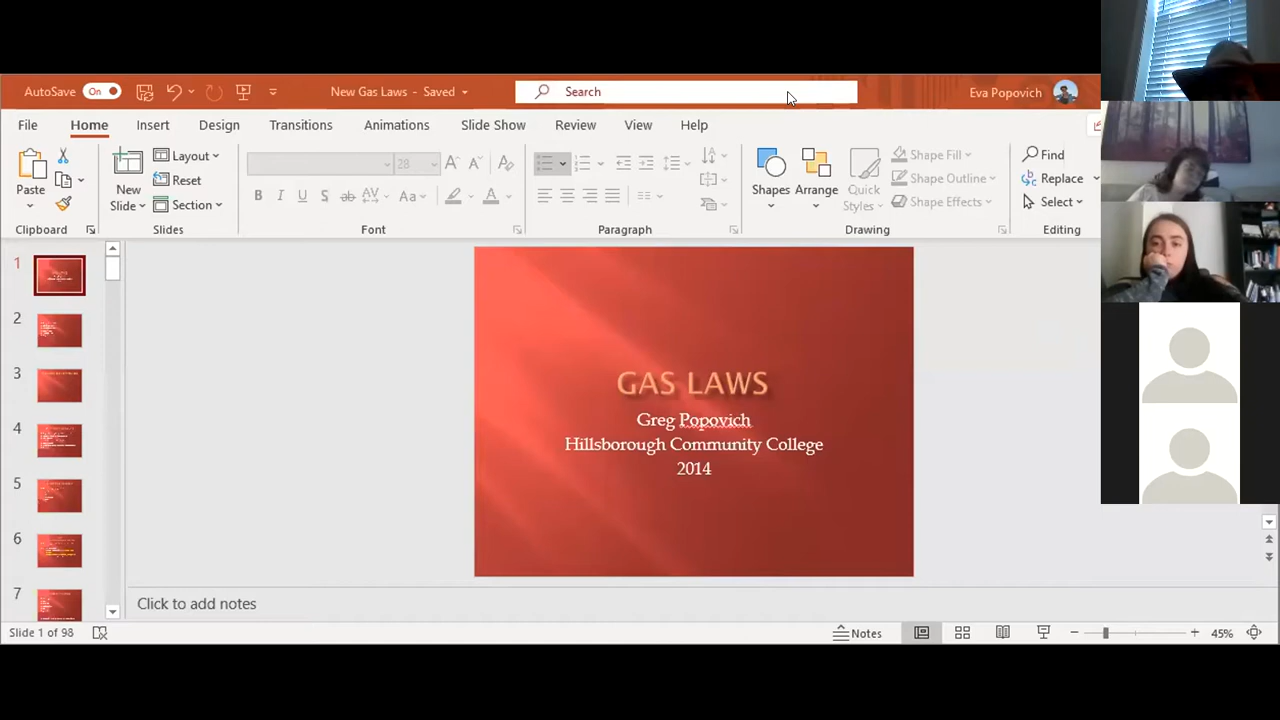 AutoSave On New Gas Laws - Saved Search Eva Popovich
File Home Insert Design Transitions Animations Slide Show Review View Help
Paste New Slide Layout Reset Section 28 B I U S ab AV Aa A Shapes Arrange Quick Styles Shape Fill Shape Outline Shape Effects Find Replace Select
Clipboard Slides Font Paragraph Drawing Editing
1
2
3
4
5
6
7
GAS LAWS
Greg Popovich
Hillsborough Community College
2014
Click to add notes
Slide 1 of 98 Notes 45%